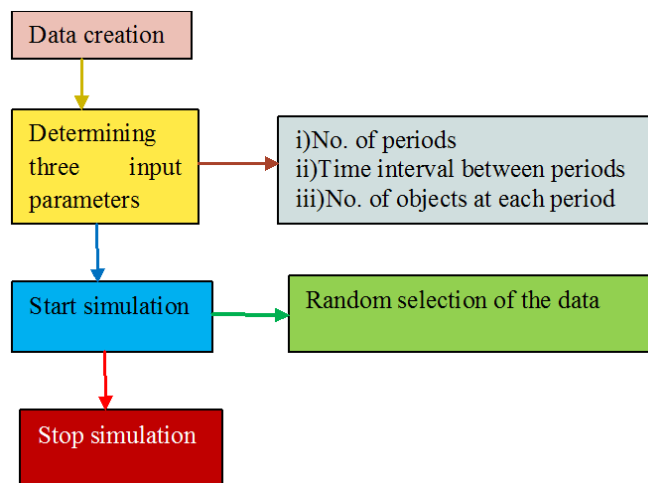 Data creation
Determining
three input
parameters
i)No. of periods
ii)Time interval between periods
iii)No. of objects at each period
Start simulation
Random selection of the data
Stop simulation